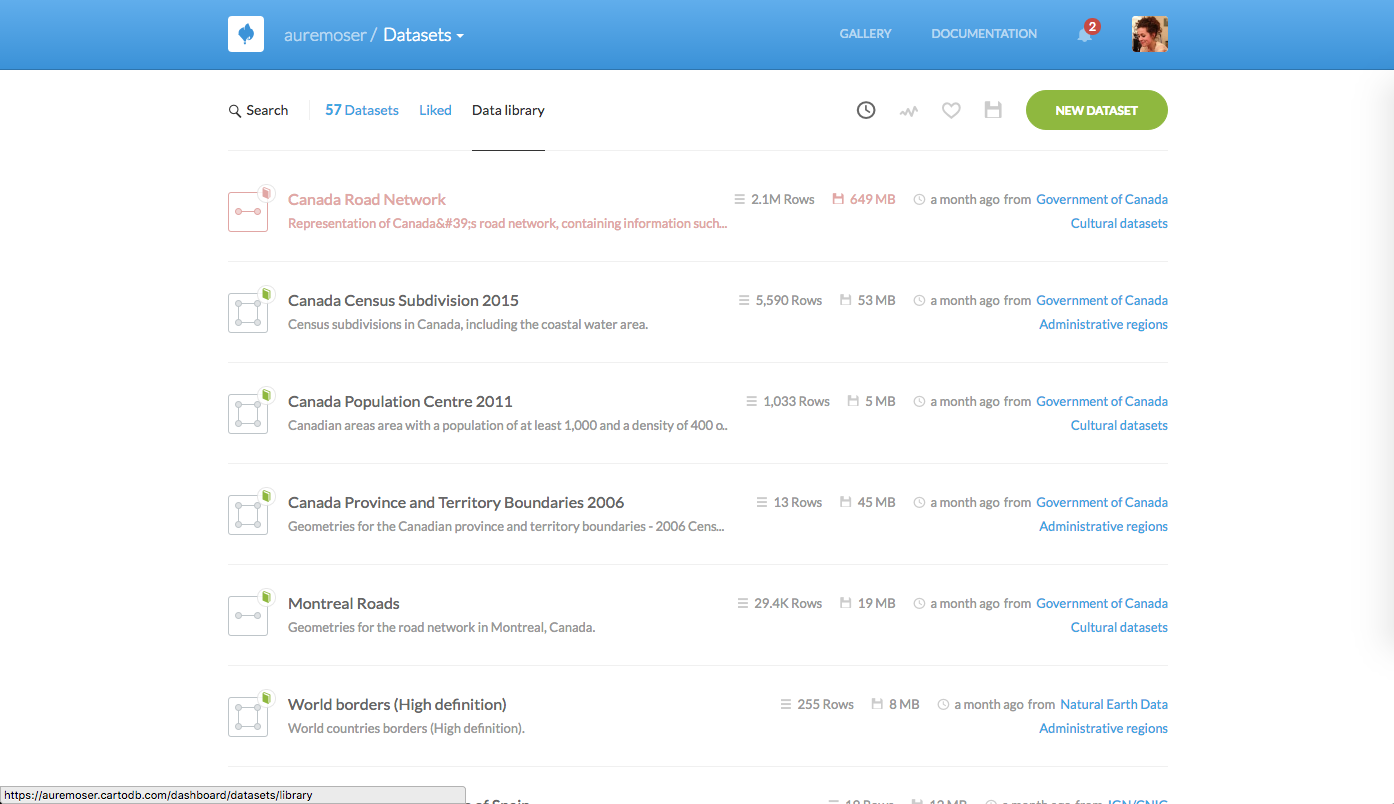 auremoser / Datasets
GALLERY
DOCUMENTATION
2
Search
57 Datasets
Liked
Data library
NEW DATASET
Canada Road Network
2.1M Rows
649 MB
a month ago from Government of Canada
Representation of Canada&#39;s road network, containing information such...
Cultural datasets
Canada Census Subdivision 2015
5,590 Rows
53 MB
a month ago from Government of Canada
Census subdivisions in Canada, including the coastal water area.
Administrative regions
Canada Population Centre 2011
1,033 Rows
5 MB
a month ago from Government of Canada
Canadian areas area with a population of at least 1,000 and a density of 400 o..
Cultural datasets
Canada Province and Territory Boundaries 2006
13 Rows
45 MB
a month ago from Government of Canada
Geometries for the Canadian province and territory boundaries - 2006 Cens...
Administrative regions
Montreal Roads
29.4K Rows
19 MB
a month ago from Government of Canada
Geometries for the road network in Montreal, Canada.
Cultural datasets
World borders (High definition)
255 Rows
8 MB
a month ago from Natural Earth Data
World countries borders (High definition).
Administrative regions
https://auremoser.cartodb.com/dashboard/datasets/library
of Spain
a month ago from IGN/CNIG